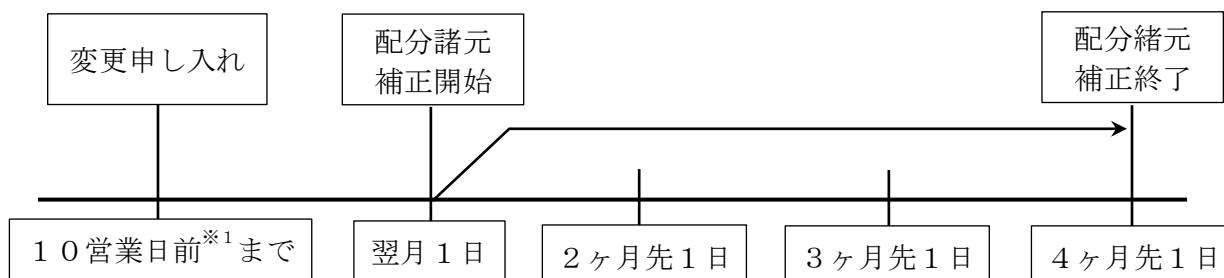 変更申し入れ
配分諸元
補正開始
配分緒元
補正終了
１０営業日前※1まで
翌月１日
２ヶ月先１日
３ヶ月先１日
４ヶ月先１日